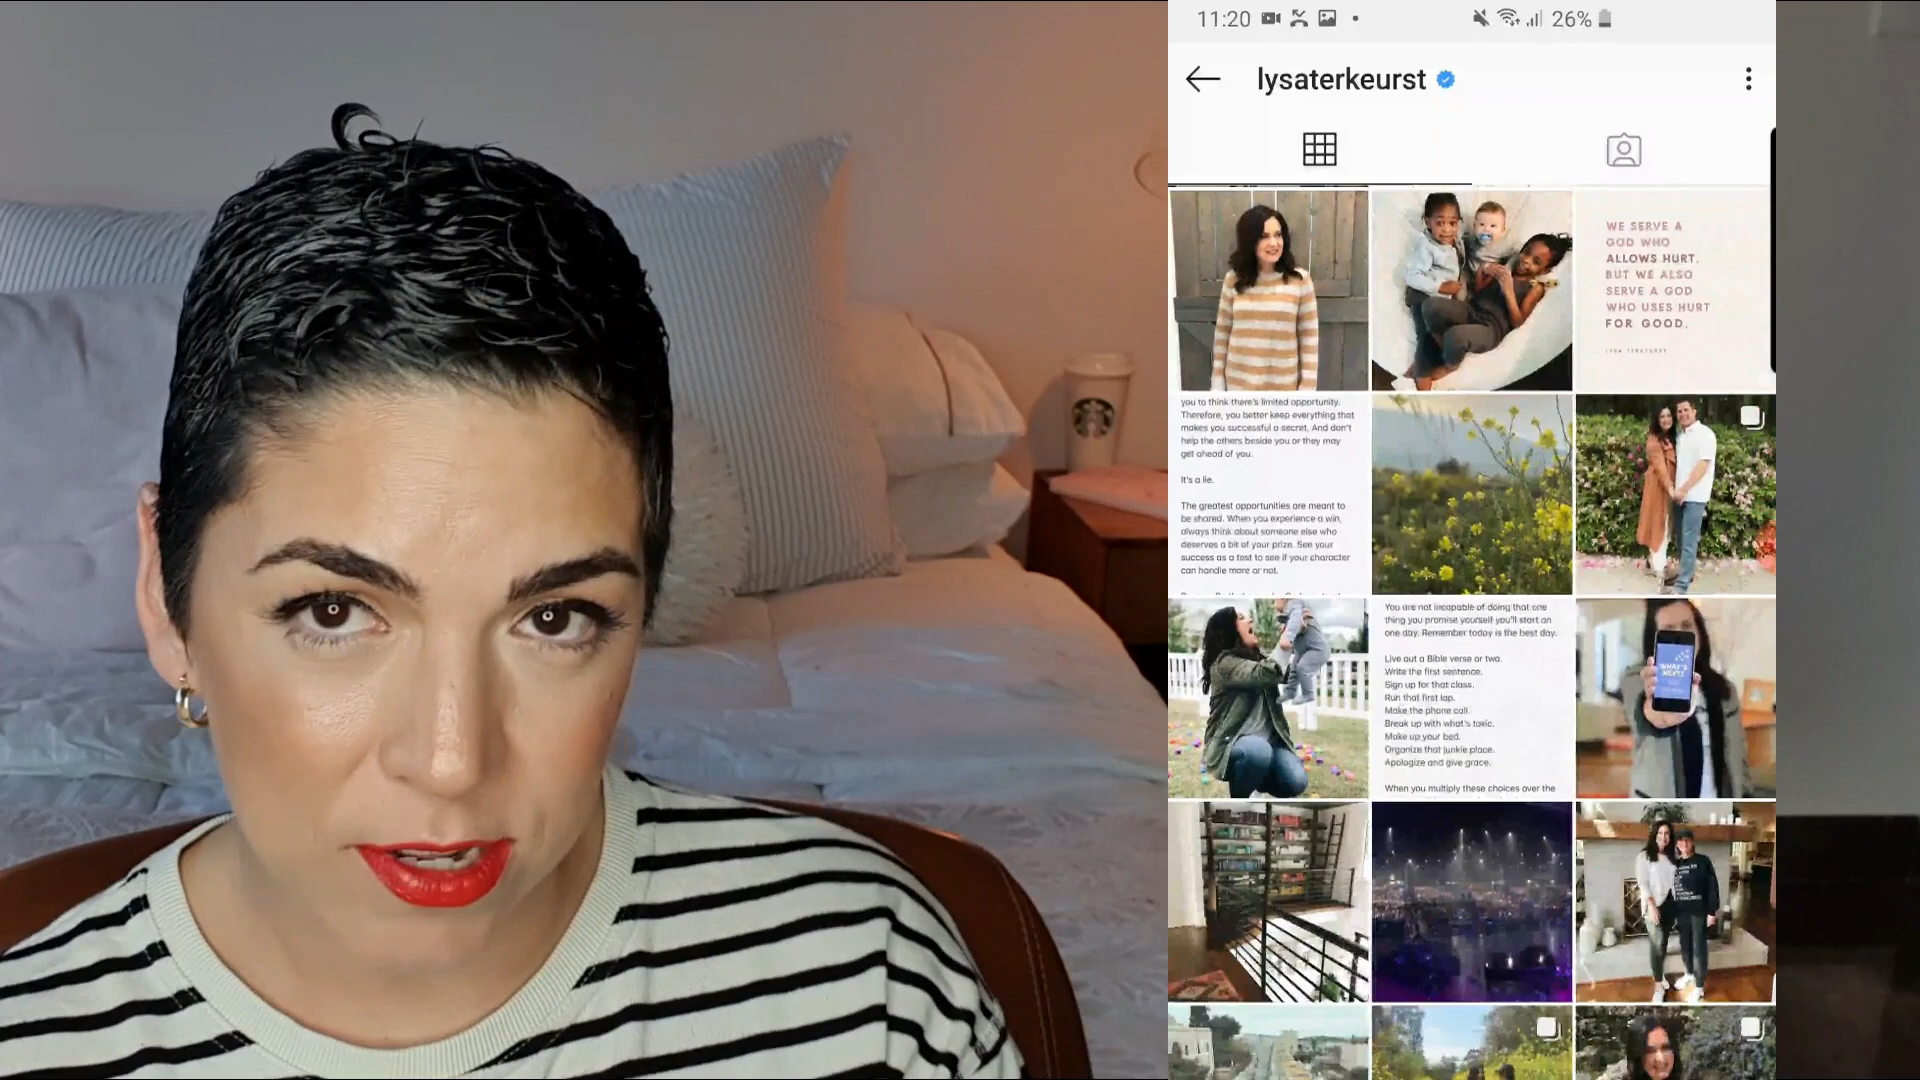 11:20
26%
lysaterkeurst
WE SERVE A
GOD WHO
ALLOWS HURT.
BUT WE ALSO
SERVE A GOD
WHO USES HURT
FOR GOOD.
LYSA TERKEURST
you to think there's limited opportunity.
Therefore, you better keep everything that
makes you successful a secret. And don't
help the others beside you or they may
get ahead of you.
It's a lie.
The greatest opportunities are meant to
be shared. When you experience a win,
always think about someone else who
deserves a bit of your prize. See your
success as a test to see if your character
can handle more or not.
You are not incapable of doing that one
thing you promise yourself you'll start on
one day. Remember today is the best day.
Live out a Bible verse or two.
Write the first sentence.
Sign up for that class.
Run that first lap.
Make the phone call.
Break up with what's toxic.
Make up your bed.
Organize that junkie place.
Apologize and give grace.
When you multiply these choices over the
WHAT'S
NEXT?